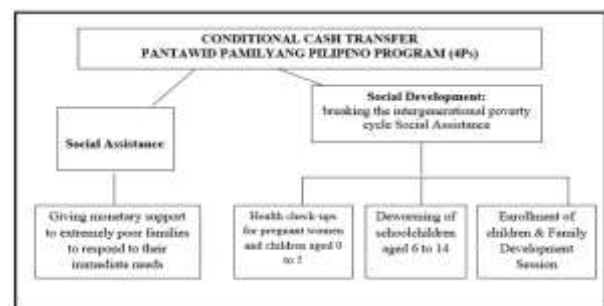 CONDITIONAL CASH TRANSFER
PANTAWID PAMILYANG PILIPINO PROGRAM (4Ps)
Social Development:
breaking the intergenerational poverty
cycle Social Assistance
Social Assistance
Giving monetary support
to extremely poor families
to respond to their
immediate needs
Health check-ups
for pregnant women
and children aged 0
to
Deworming of
schoolchildren
aged 6 to 14
Enrollment of
children & Family
Development
Session